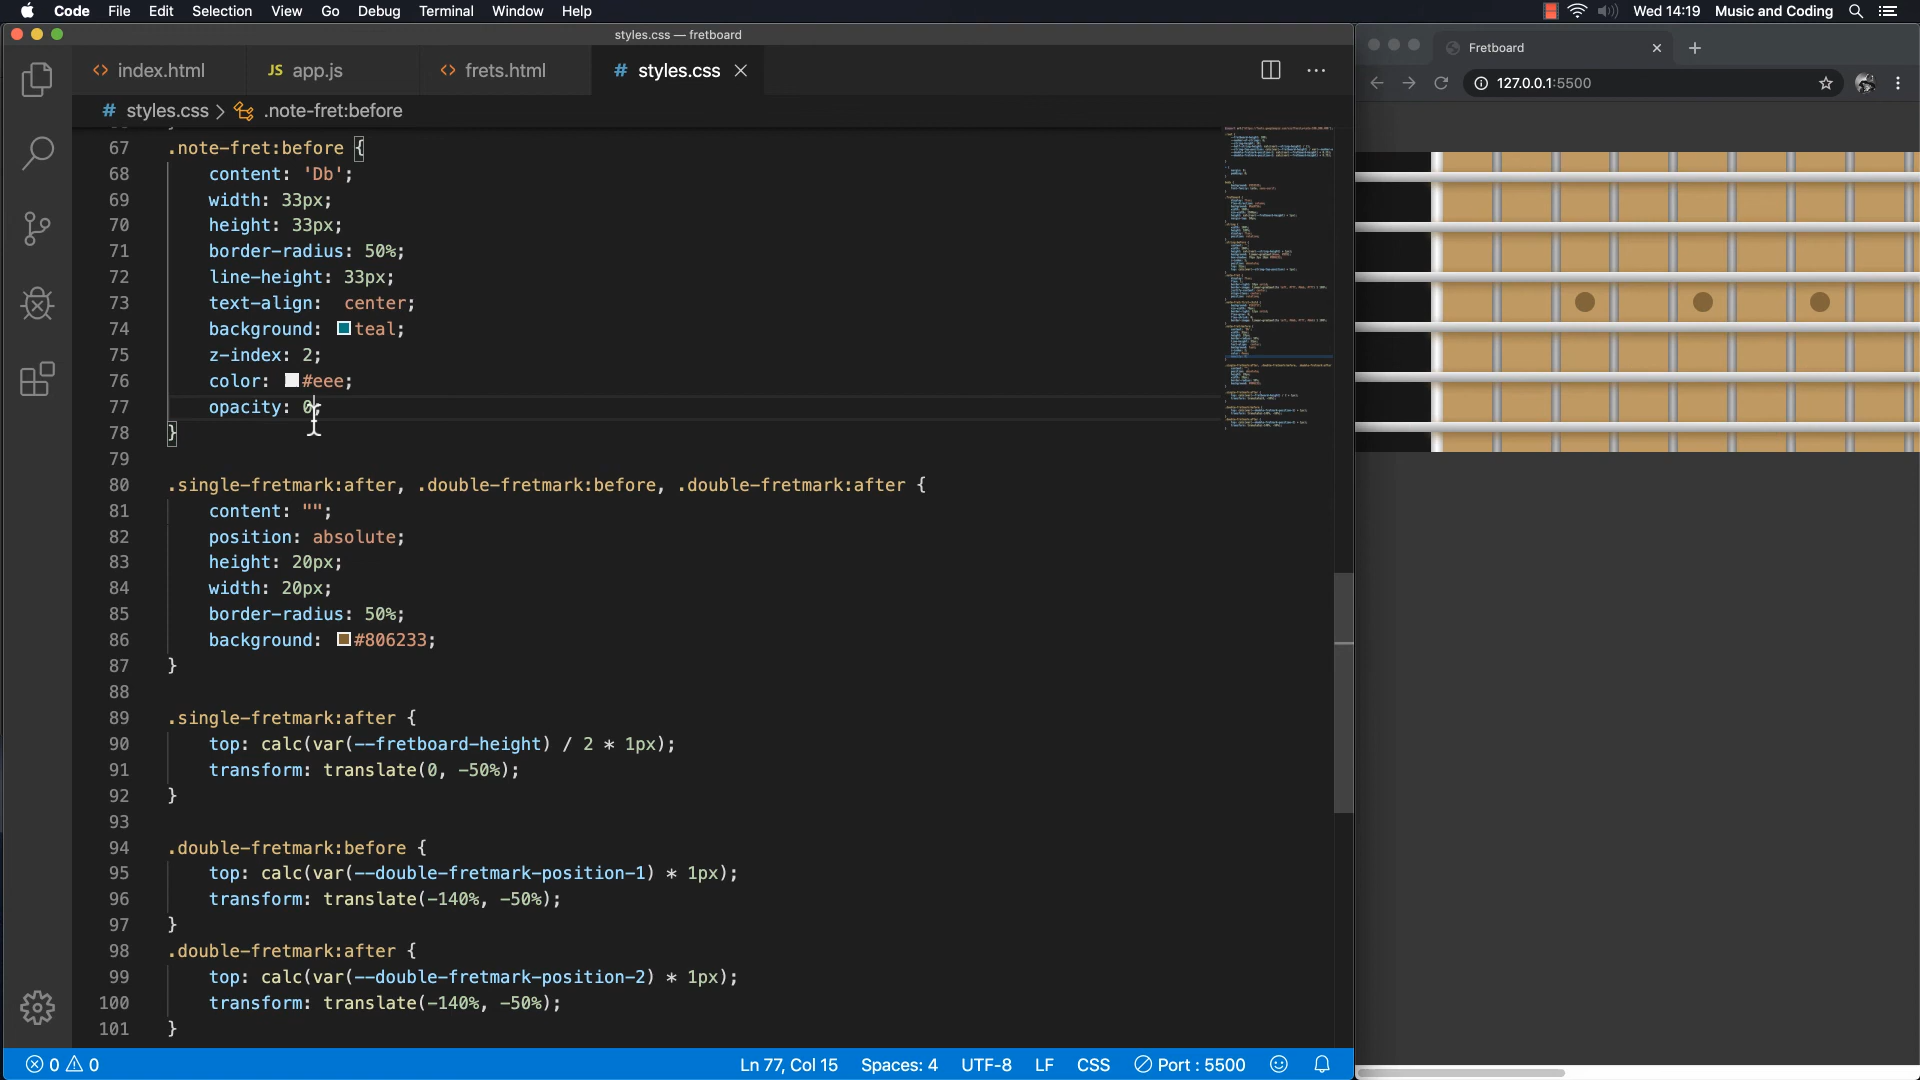 Code File Edit Selection View Go Debug Terminal Window Help
Wed 14:19 Music and Coding
styles.css — fretboard
index.html
JS app.js
frets.html
# styles.css
Fretboard
127.0.0.1:5500
# styles.css > .note-fret:before
67 .note-fret:before {
68 content: 'Db';
69 width: 33px;
70 height: 33px;
71 border-radius: 50%;
72 line-height: 33px;
73 text-align:  center;
74 background: teal;
75 z-index: 2;
76 color: #eee;
77 opacity: 0;
78 }
79
80 .single-fretmark:after, .double-fretmark:before, .double-fretmark:after {
81 content: "";
82 position: absolute;
83 height: 20px;
84 width: 20px;
85 border-radius: 50%;
86 background: #806233;
87 }
88
89 .single-fretmark:after {
90 top: calc(var(--fretboard-height) / 2 * 1px);
91 transform: translate(0, -50%);
92 }
93
94 .double-fretmark:before {
95 top: calc(var(--double-fretmark-position-1) * 1px);
96 transform: translate(-140%, -50%);
97 }
98 .double-fretmark:after {
99 top: calc(var(--double-fretmark-position-2) * 1px);
100 transform: translate(-140%, -50%);
101 }
0 0
Ln 77, Col 15 Spaces: 4 UTF-8 LF CSS Port : 5500